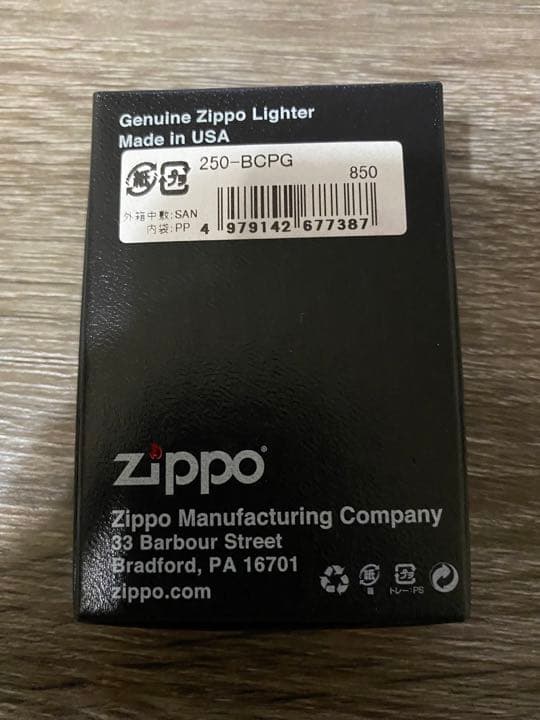 Genuine Zippo Lighter
Made in USA
紙 プラ 250-BCPG
850
外箱中敷:SAN
内袋:PP
4 979142 677387
zippo®
Zippo Manufacturing Company
33 Barbour Street
Bradford, PA 16701
zippo.com
紙 プラ
箱 トレー:PS